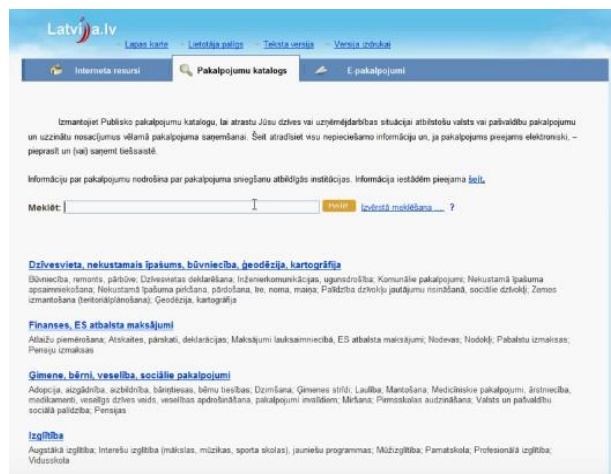 Latvija.lv
Lapas karte Lietotāja palīgs Teksta versija Versija izdrukai
Interneta resursi Pakalpojumu katalogs E-pakalpojumi
Izmantojiet Publisko pakalpojumu katalogu, lai atrastu Jūsu dzīves vai uzņēmējdarbības situācijai atbilstošu valsts vai pašvaldību pakalpojumu
un uzzinātu nosacījumus vēlamā pakalpojuma saņemšanai. Šeit atradīsiet visu nepieciešamo informāciju un, ja pakalpojums pieejams elektroniski, –
pieprasīt un (vai) saņemt tiešsaistē.
Informāciju par pakalpojumu nodrošina par pakalpojuma sniegšanu atbildīgās institūcijas. Informācija iestādēm pieejama šeit.
Meklēt: Meklēt Izvērstā meklēšana ... ?
Dzīvesvieta, nekustamais īpašums, būvniecība, ģeodēzija, kartogrāfija
Būvniecība, remonts, pārbūve; Dzīvesvietas deklarēšana; Inženierkomunikācijas, ugunsdrošība; Komunālie pakalpojumi; Nekustamā īpašuma
apsaimniekošana; Nekustamā īpašuma pirkšana, pārdošana, īre, noma, maiņa; Palīdzība dzīvokļu jautājumu risināšanā, sociālie dzīvokļi; Zemes
izmantošana (teritoriālplānošana); Ģeodēzija, kartogrāfija
Finanses, ES atbalsta maksājumi
Atlaižu piemērošana; Atskaites, pārskati, deklarācijas; Maksājumi lauksaimniecībā, ES atbalsta maksājumi; Nodevas; Nodokļi; Pabalstu izmaksas;
Pensiju izmaksas
Ģimene, bērni, veselība, sociālie pakalpojumi
Adopcija, aizgādnība, aizbildnība, bāriņtiesas, bērnu tiesības; Dzimšana; Ģimenes strīdi; Laulība; Mantošana; Medicīniskie pakalpojumi, ārstniecība,
medikamenti, veselīgs dzīves veids, veselības apdrošināšana, pakalpojumi invalīdiem; Miršana; Pirmsskolas audzināšana; Valsts un pašvaldību
sociālā palīdzība; Pensijas
Izglītība
Augstākā izglītība; Interešu izglītība (mākslas, mūzikas, sporta skolas), jauniešu programmas; Mūžizglītība; Pamatskola; Profesionālā izglītība;
Vidusskola